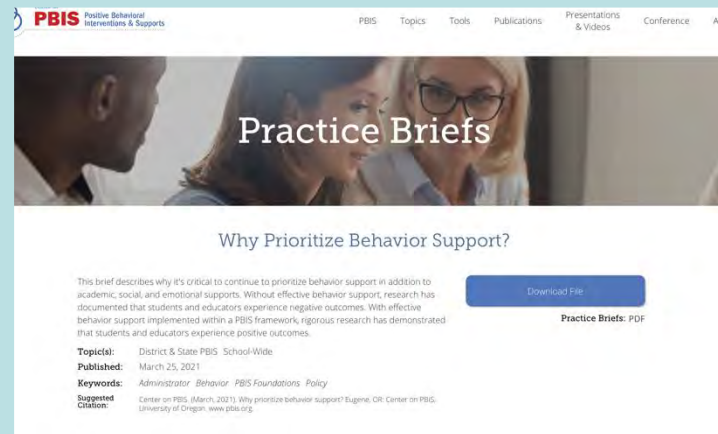 PBIS Positive Behavioral
Interventions & Supports
PBIS Topics Tools Publications Presentations & Videos Conference A
Practice Briefs
Why Prioritize Behavior Support?
This brief describes why it's critical to continue to prioritize behavior support in addition to
academic, social, and emotional supports. Without effective behavior support, research has
documented that students and educators experience negative outcomes. With effective
behavior support implemented within a PBIS framework, rigorous research has demonstrated
that students and educators experience positive outcomes.
Download File
Practice Briefs: PDF
Topic(s): District & State PBIS School-Wide
Published: March 25, 2021
Keywords: Administrator Behavior PBIS Foundations Policy
Suggested Citation: Center on PBIS. (March, 2021). Why prioritize behavior support? Eugene, OR: Center on PBIS,
University of Oregon. www.pbis.org.